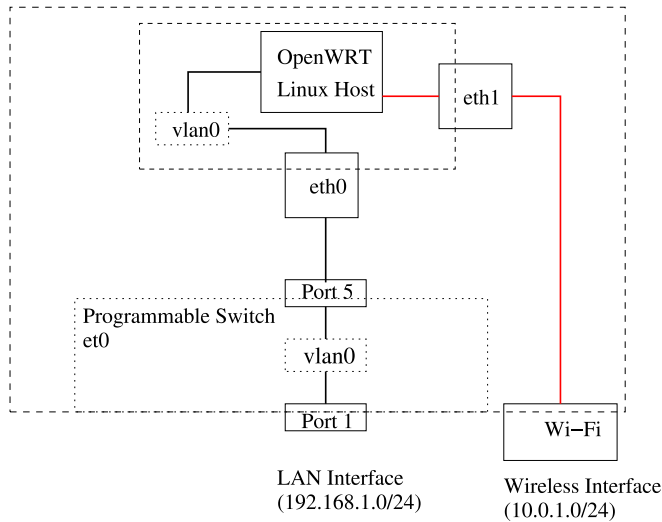 OpenWRT
Linux Host
eth1
vlan0
eth0
Port 5
Programmable Switch
et0
vlan0
Port 1
Wi−Fi
LAN Interface
(192.168.1.0/24)
Wireless Interface
(10.0.1.0/24)